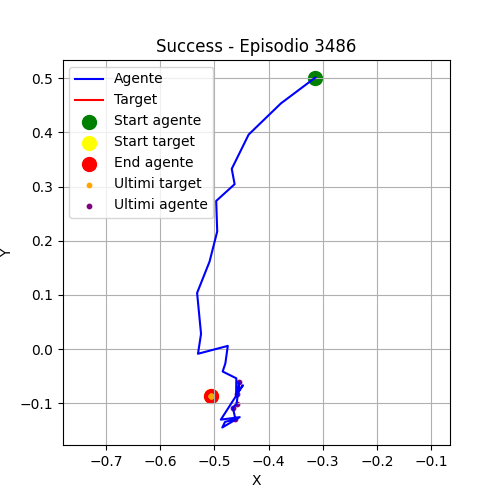 Success - Episodio 3486
Agente
Target
Start agente
Start target
End agente
Ultimi target
Ultimi agente
0.5
0.4
0.3
0.2
0.1
0.0
−0.1
Y
−0.7 −0.6 −0.5 −0.4 −0.3 −0.2 −0.1
X